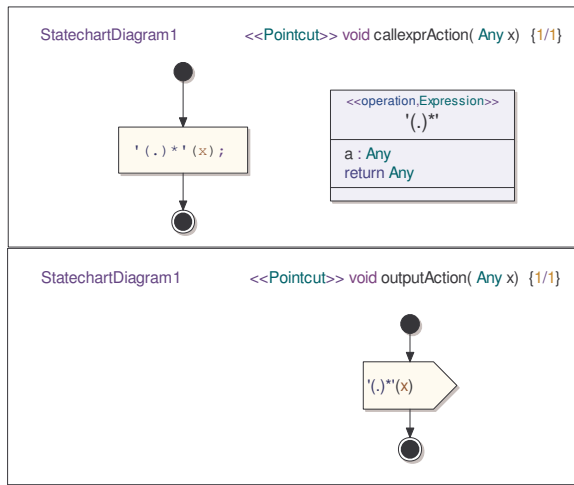 StatechartDiagram1 <<Pointcut>> void callexprAction( Any x) {1/1}
<<operation,Expression>>
'(.)*'
'(.)*'(x);
a : Any
return Any
StatechartDiagram1 <<Pointcut>> void outputAction( Any x) {1/1}
'(.)*'(x)